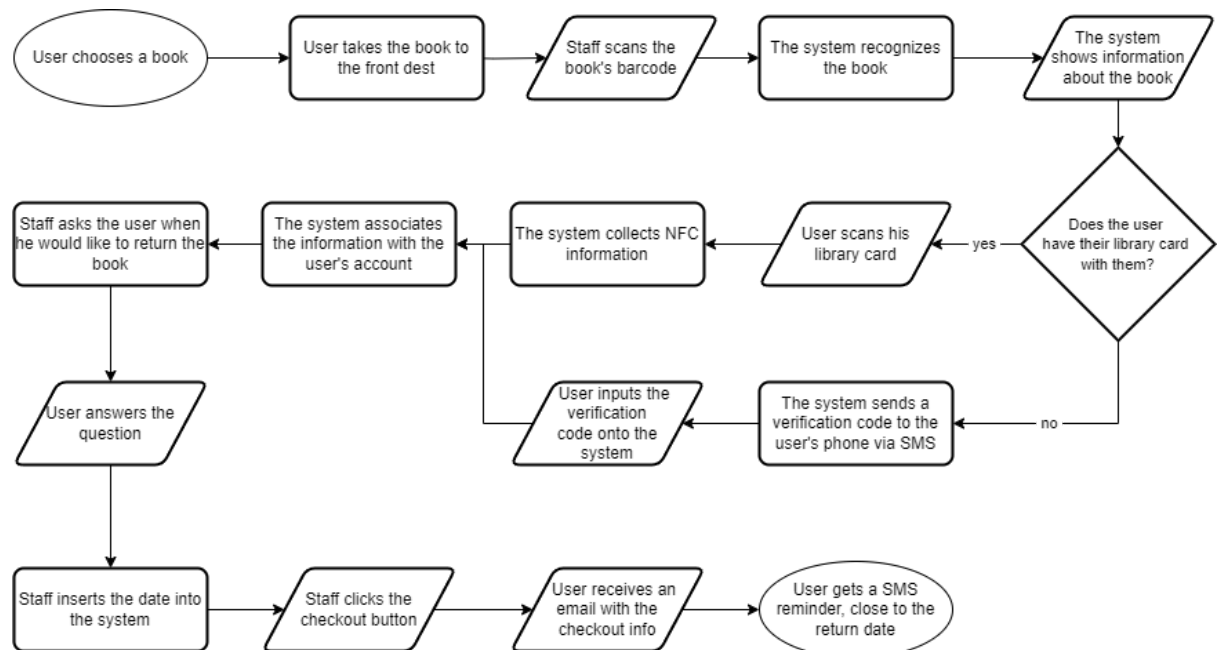 User chooses a book
User takes the book to
the front dest
Staff scans the
book's barcode
The system recognizes
the book
The system
shows information
about the book
Does the user
have their library card
with them?
yes
User scans his
library card
The system collects NFC
information
The system associates
the information with the
user's account
Staff asks the user when
he would like to return the
book
no
The system sends a
verification code to the
user's phone via SMS
User inputs the
verification
code onto the
system
User answers the
question
Staff inserts the date into
the system
Staff clicks the
checkout button
User receives an
email with the
checkout info
User gets a SMS
reminder, close to the
return date